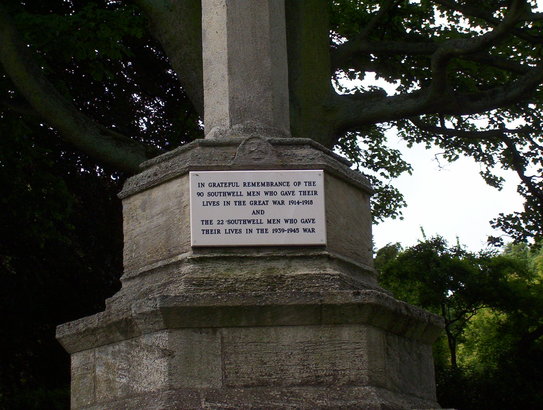 IN GRATEFUL REMEMBRANCE OF THE
90 SOUTHWELL MEN WHO GAVE THEIR
LIVES IN THE GREAT WAR 1914-1918
AND
THE 22 SOUTHWELL MEN WHO GAVE
THEIR LIVES IN THE 1939-1945 WAR